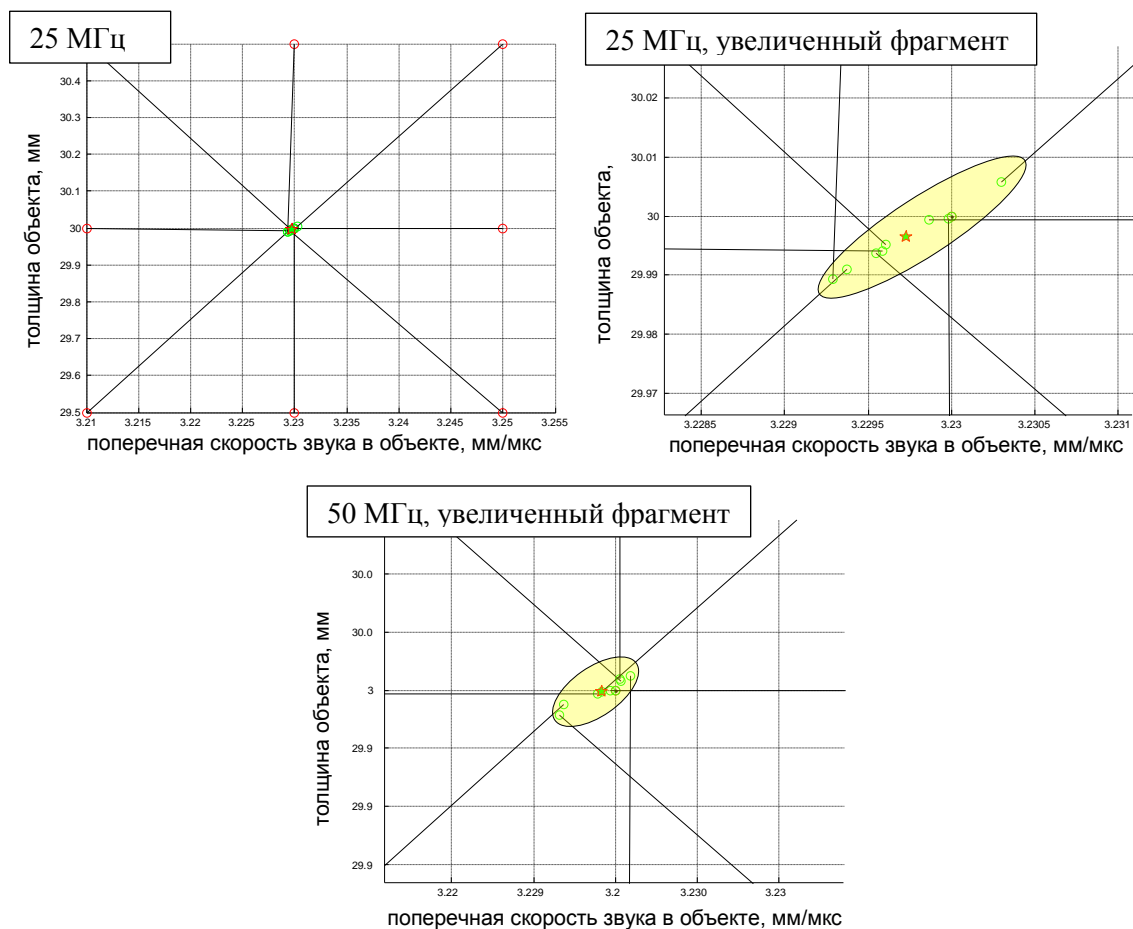 25 МГц
30.4
30.3
30.2
30.1
30
29.9
29.8
29.7
29.6
29.5
толщина объекта, мм
3.21 3.215 3.22 3.225 3.23 3.235 3.24 3.245 3.25 3.255
поперечная скорость звука в объекте, мм/мкс
25 МГц, увеличенный фрагмент
30.02
30.01
30
29.99
29.98
29.97
толщина объекта,
3.2285 3.229 3.2295 3.23 3.2305 3.231
поперечная скорость звука в объекте, мм/мкс
50 МГц, увеличенный фрагмент
30.0
30.0
3
29.9
29.9
29.9
толщина объекта, мм
3.22 3.229 3.2 3.230 3.23
поперечная скорость звука в объекте, мм/мкс